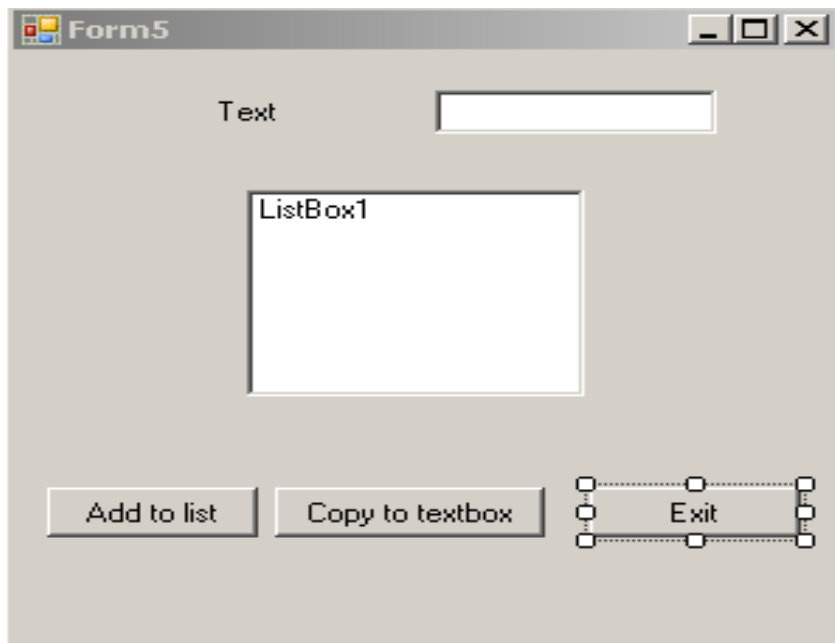 Form5
Text
ListBox1
Add to list
Copy to textbox
Exit